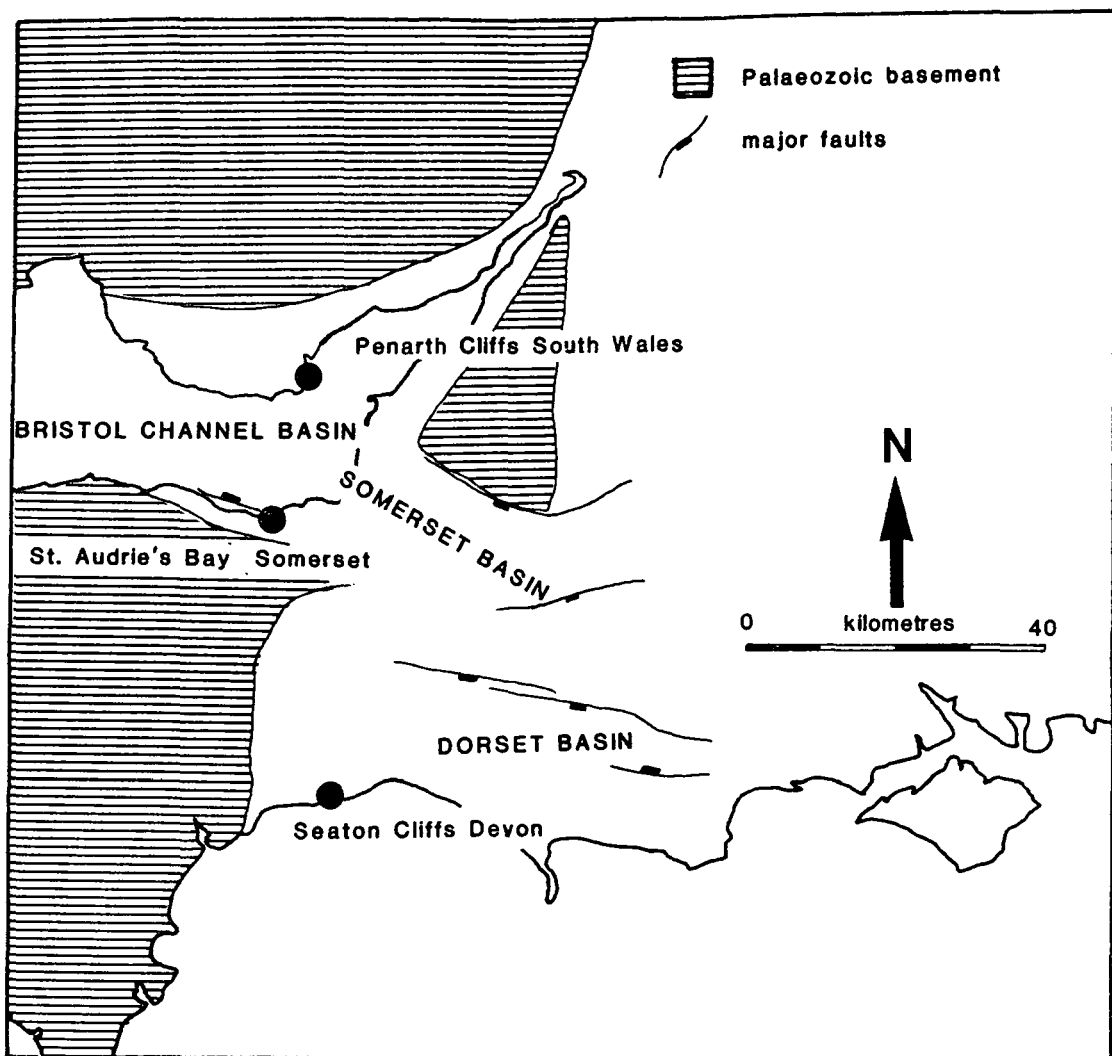 Palaeozoic basement
major faults
Penarth Cliffs South Wales
BRISTOL CHANNEL BASIN
N
SOMERSET BASIN
St. Audrie's Bay Somerset
0 kilometres 40
DORSET BASIN
Seaton Cliffs Devon